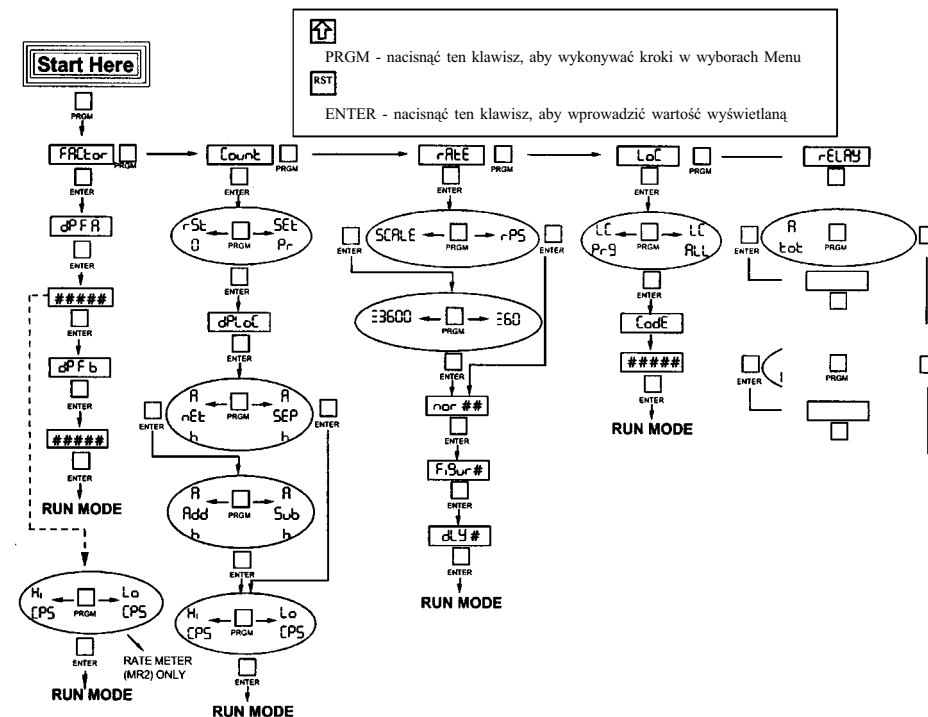 Start Here
PRGM - nacisnąć ten klawisz, aby wykonywać kroki w wyborach Menu
RST
ENTER - nacisnąć ten klawisz, aby wprowadzić wartość wyświetlaną
PRGM
FACtor
PRGM
ENTER
dPFA
ENTER
#####
ENTER
dPFb
ENTER
#####
ENTER
RUN MODE
Hi CPS
PRGM
Lo CPS
ENTER
RATE METER
(MR2) ONLY
RUN MODE
Count
PRGM
ENTER
rSt 0
PRGM
SEt Pr
ENTER
dPLoC
ENTER
ENTER
A nEt b
PRGM
A SEP b
ENTER
ENTER
A Add b
PRGM
A Sub b
ENTER
Hi CPS
PRGM
Lo CPS
ENTER
RUN MODE
rAtE
PRGM
ENTER
ENTER
SCALE
PRGM
rPS
ENTER
3600
PRGM
60
ENTER
nor ##
ENTER
FiGur#
ENTER
dLY #
ENTER
RUN MODE
LoC
PRGM
ENTER
LC Prg
PRGM
LC ALL
ENTER
CodE
#####
ENTER
RUN MODE
rELAY
ENTER
A tot
PRGM
ENTER
PRGM